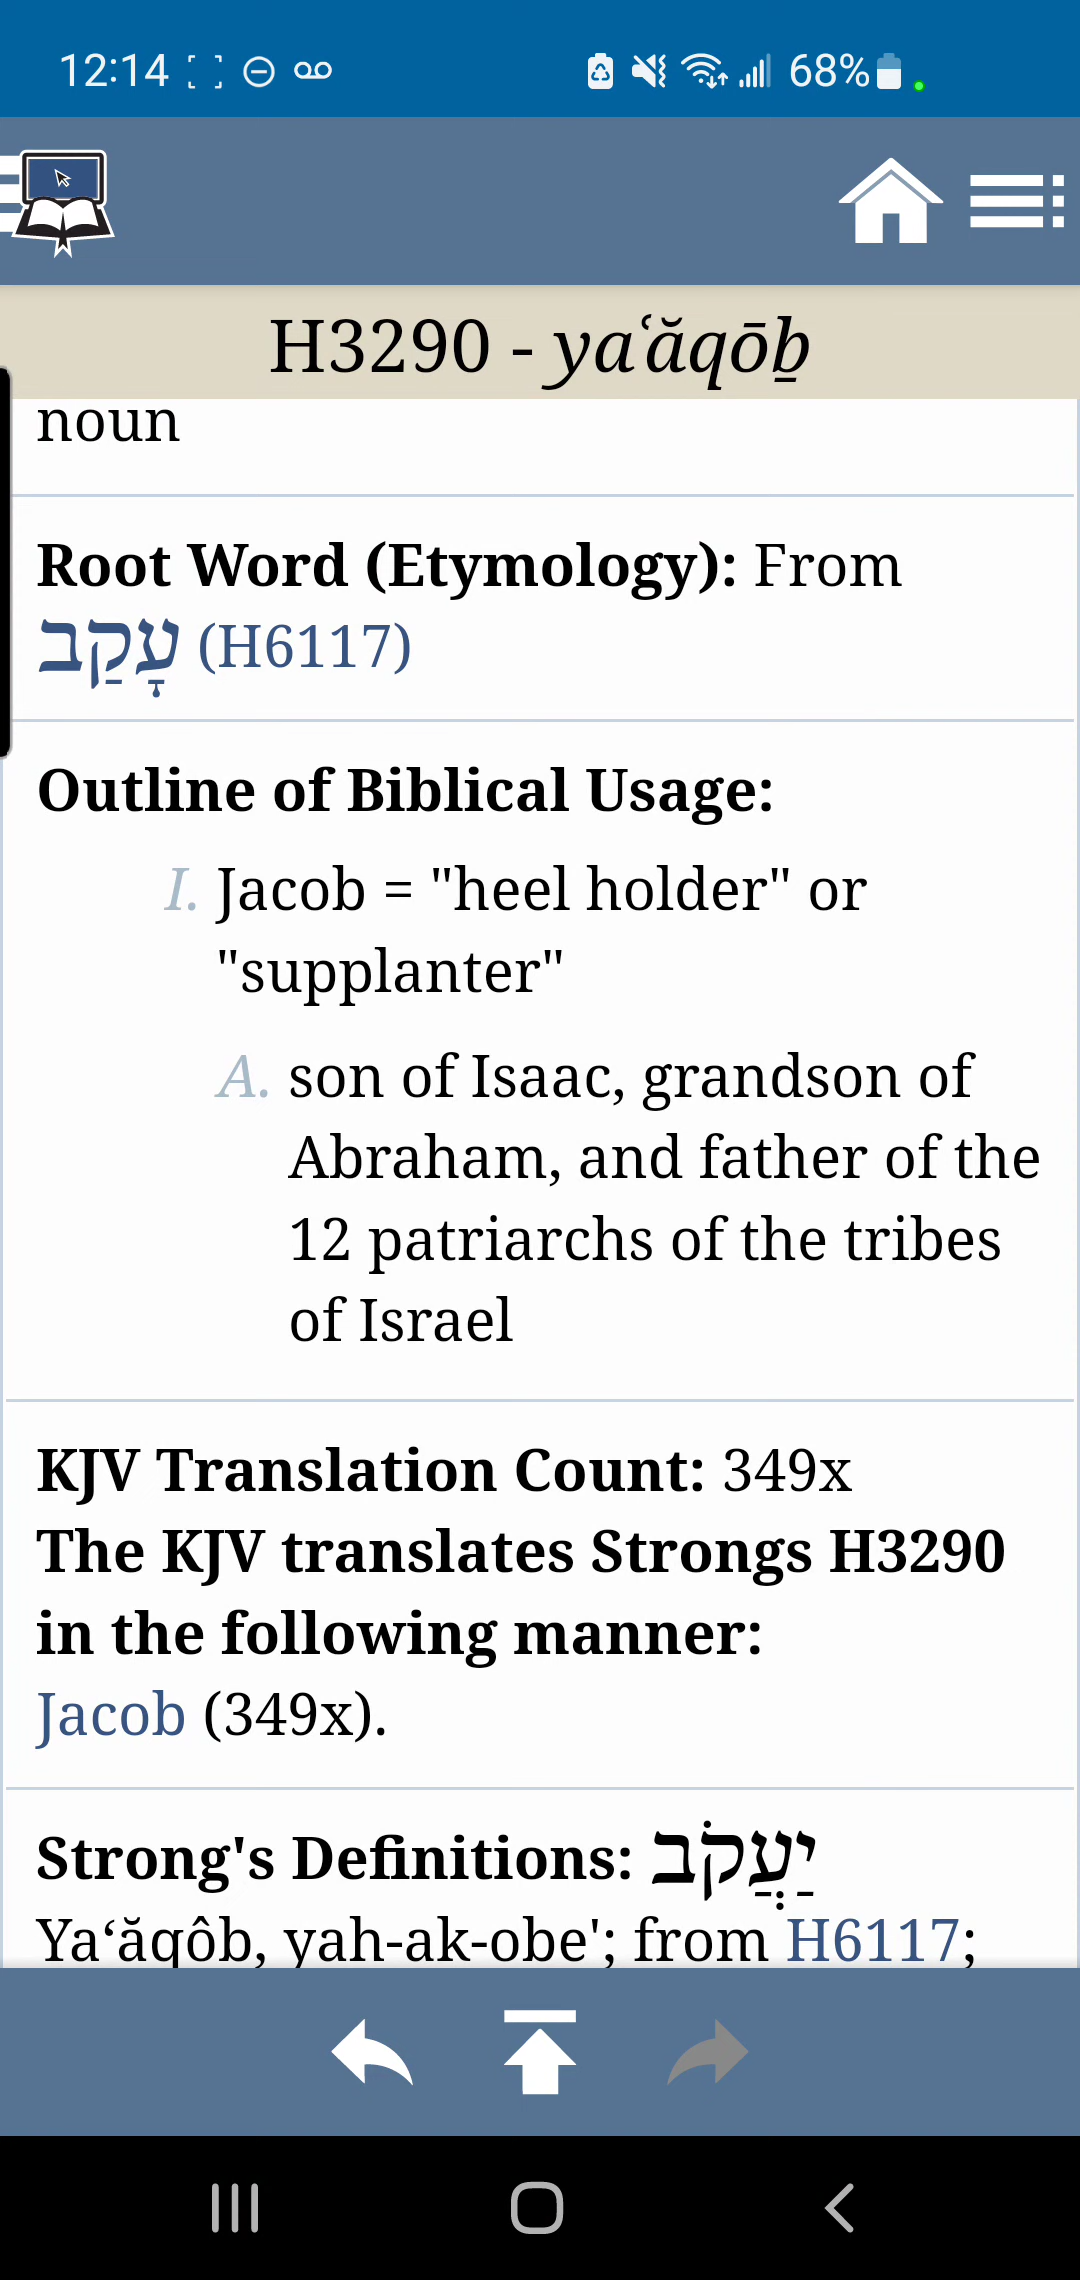 12:14 68%
H3290 - yaʿăqōḇ
noun
Root Word (Etymology): From
עָקַב (H6117)
Outline of Biblical Usage:
I. Jacob = "heel holder" or
"supplanter"
A. son of Isaac, grandson of
Abraham, and father of the
12 patriarchs of the tribes
of Israel
KJV Translation Count: 349x
The KJV translates Strongs H3290
in the following manner:
Jacob (349x).
Strong's Definitions: יַעֲקֹב
Yaʻăqôb, yah-ak-obe'; from H6117;